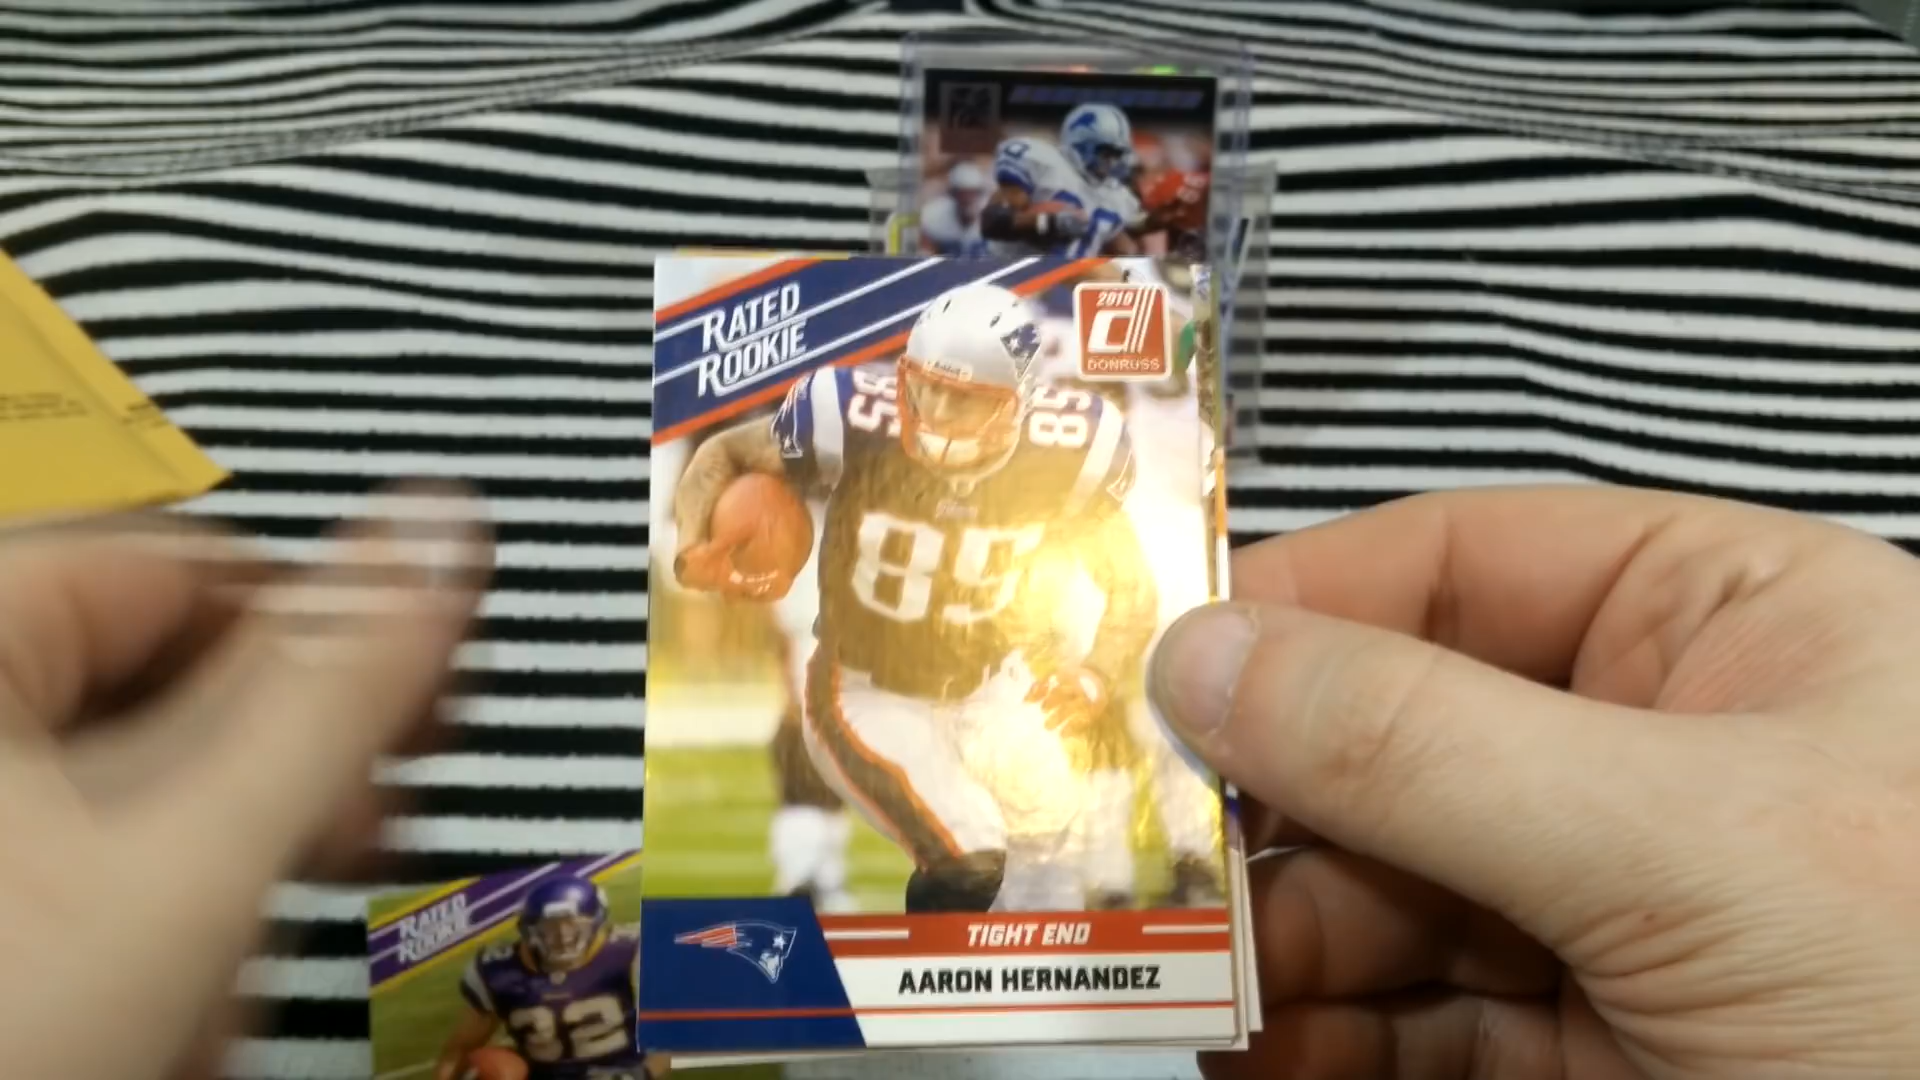 RATED
ROOKIE
2010
DONRUSS
85
85
85
TIGHT END
AARON HERNANDEZ
RATED
ROOKIE
32